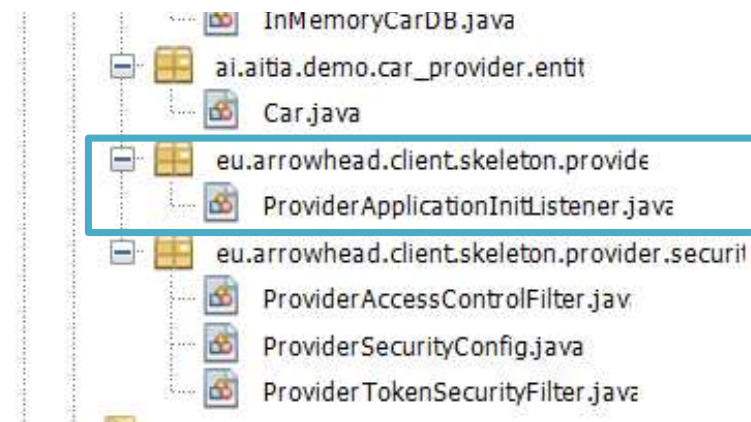 InMemoryCarDB.java
ai.aitia.demo.car_provider.entit
Car.java
eu.arrowhead.client.skeleton.provide
ProviderApplicationInitListener.java
eu.arrowhead.client.skeleton.provider.securit
ProviderAccessControlFilter.jav
ProviderSecurityConfig.java
ProviderTokenSecurityFilter.java